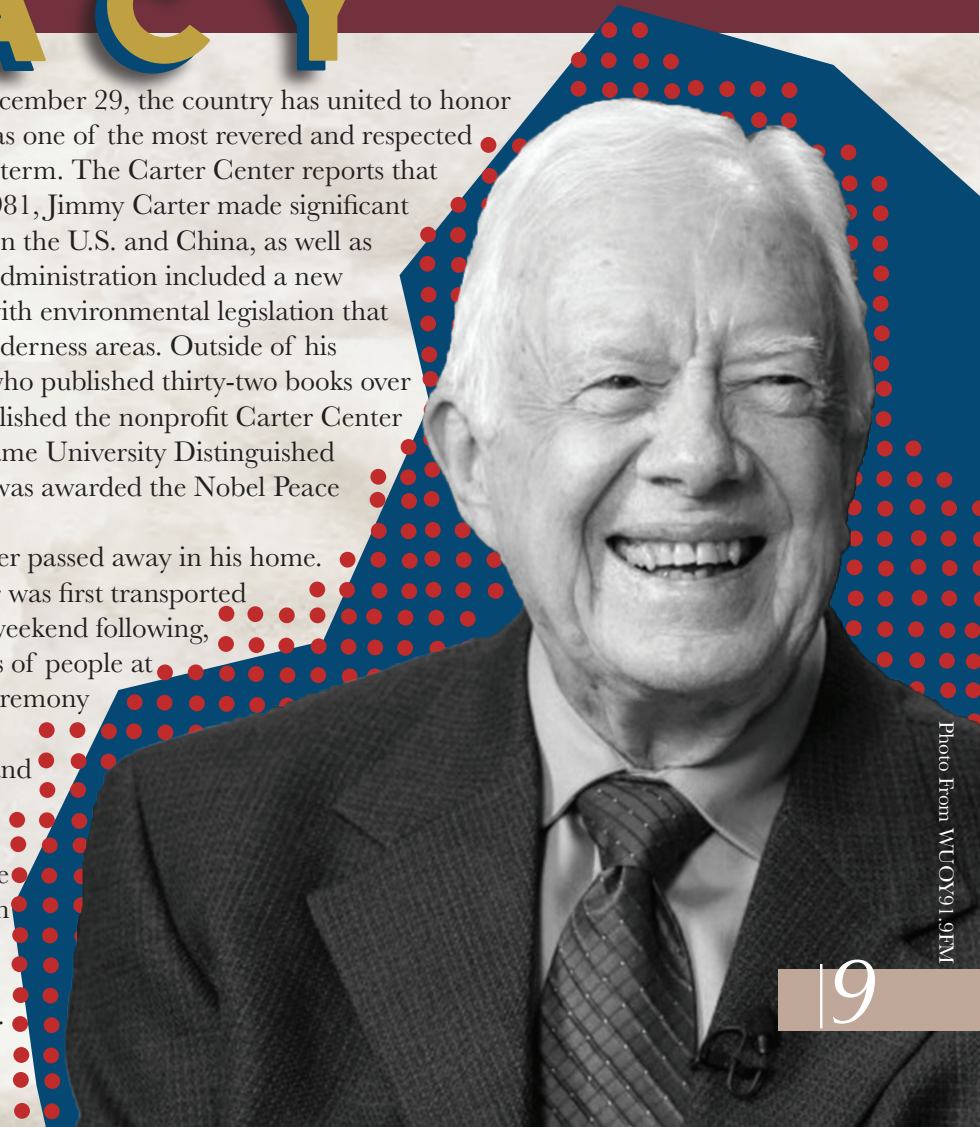 ACY
cember 29, the country has united to honor
as one of the most revered and respected
term. The Carter Center reports that
981, Jimmy Carter made significant
n the U.S. and China, as well as
dministration included a new
vith environmental legislation that
derness areas. Outside of his
who published thirty-two books over
lished the nonprofit Carter Center
ame University Distinguished
was awarded the Nobel Peace
er passed away in his home.
r was first transported
weekend following,
s of people at
remony
and
e
n
.
Photo From WUOY91.9FM
|9